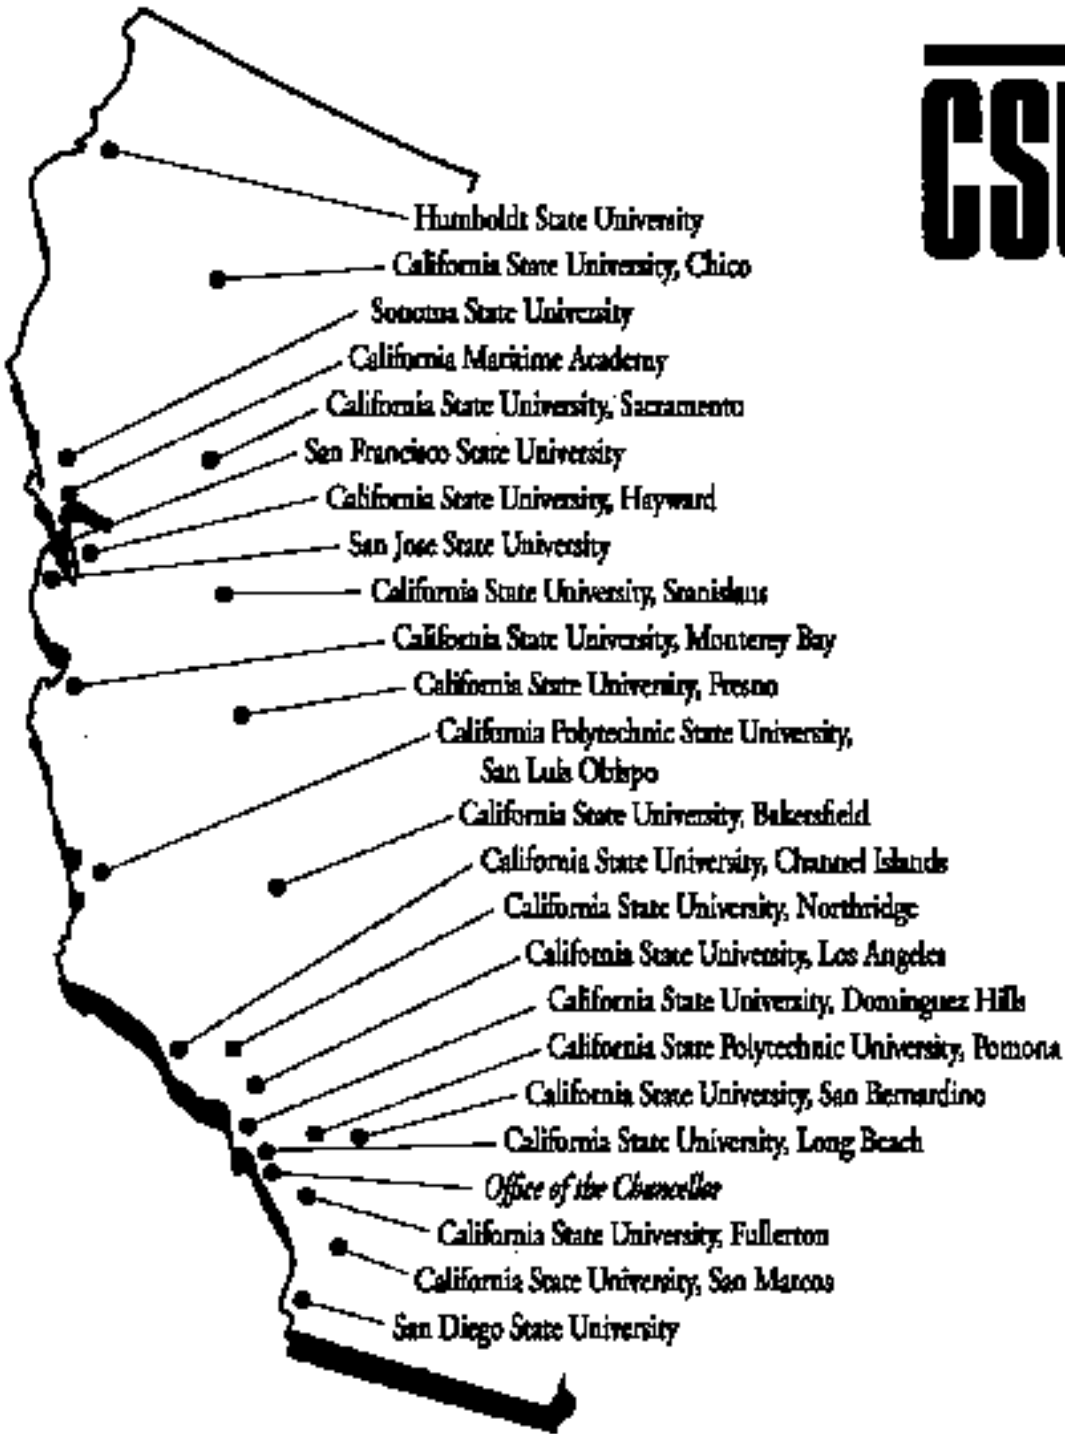 CSU
Humboldt State University
California State University, Chico
Sonoma State University
California Maritime Academy
California State University, Sacramento
San Francisco State University
California State University, Hayward
San Jose State University
California State University, Stanislaus
California State University, Monterey Bay
California State University, Fresno
California Polytechnic State University,
San Luis Obispo
California State University, Bakersfield
California State University, Channel Islands
California State University, Northridge
California State University, Los Angeles
California State University, Dominguez Hills
California State Polytechnic University, Pomona
California State University, San Bernardino
California State University, Long Beach
Office of the Chancellor
California State University, Fullerton
California State University, San Marcos
San Diego State University